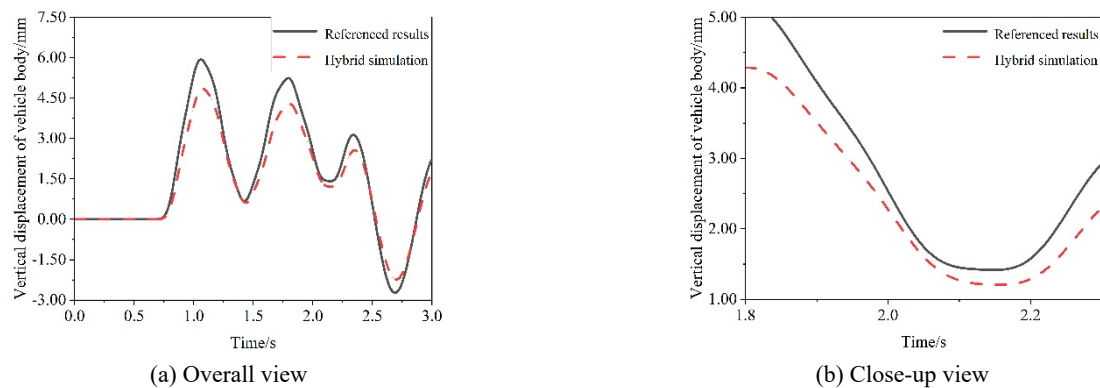 Vertical displacement of vehicle body/mm
7.50
6.00
4.50
3.00
1.50
0.00
-1.50
-3.00
Referenced results
Hybrid simulation
0.0 0.5 1.0 1.5 2.0 2.5 3.0
Time/s
(a) Overall view
Vertical displacement of vehicle body/mm
5.00
4.00
3.00
2.00
1.00
Referenced results
Hybrid simulation
1.8 2.0 2.2
Time/s
(b) Close-up view